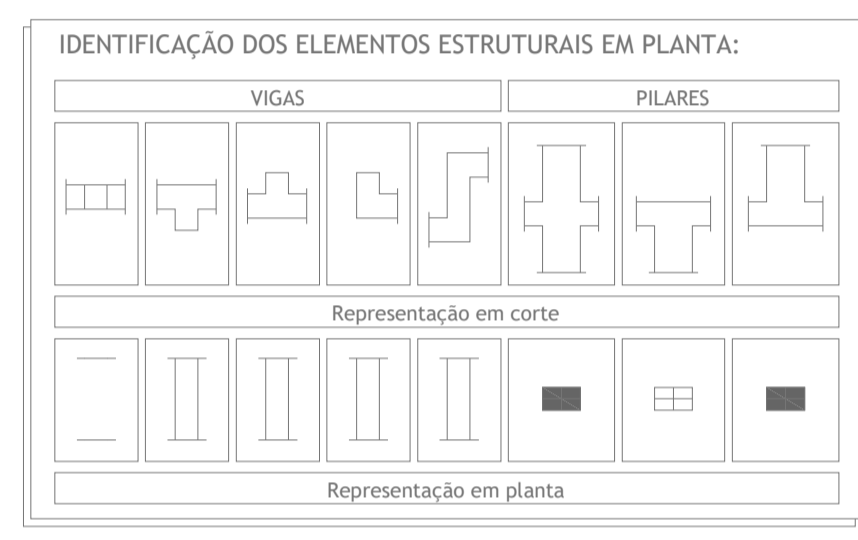 IDENTIFICAÇÃO DOS ELEMENTOS ESTRUTURAIS EM PLANTA:
VIGAS
PILARES
Representação em corte
Representação em planta